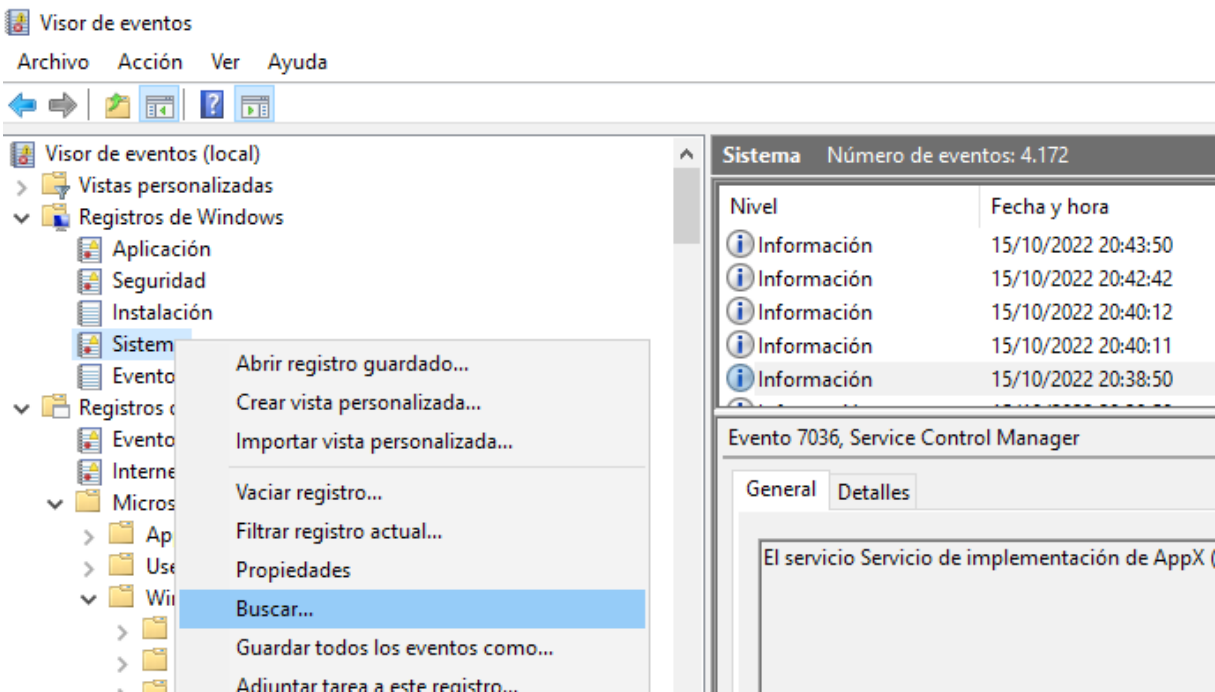 Visor de eventos
Archivo Acción Ver Ayuda
Visor de eventos (local)
Vistas personalizadas
Registros de Windows
Aplicación
Seguridad
Instalación
Sistem
Evento
Registros
Evento
Interne
Micros
Ap
Use
Wi
Abrir registro guardado...
Crear vista personalizada...
Importar vista personalizada...
Vaciar registro...
Filtrar registro actual...
Propiedades
Buscar...
Guardar todos los eventos como...
Adjuntar tarea a este registro...
Sistema Número de eventos: 4.172
Nivel Fecha y hora
Información 15/10/2022 20:43:50
Información 15/10/2022 20:42:42
Información 15/10/2022 20:40:12
Información 15/10/2022 20:40:11
Información 15/10/2022 20:38:50
Evento 7036, Service Control Manager
General Detalles
El servicio Servicio de implementación de AppX (